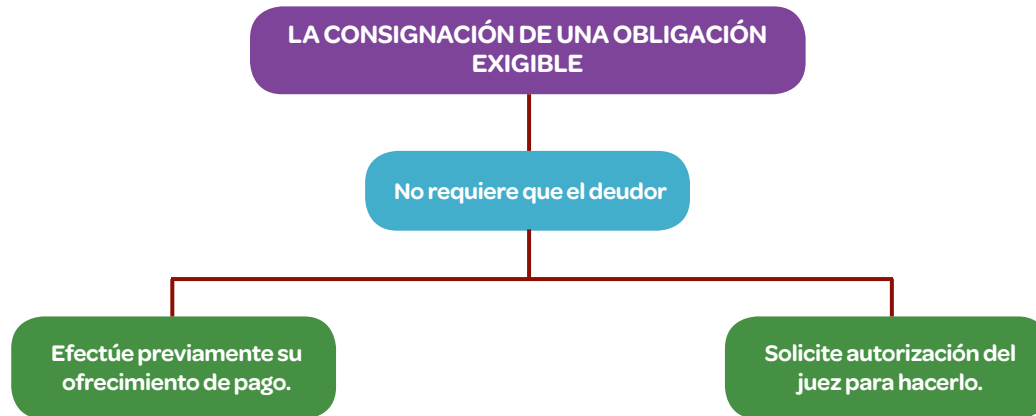 LA CONSIGNACIÓN DE UNA OBLIGACIÓN
EXIGIBLE
No requiere que el deudor
Efectúe previamente su
ofrecimiento de pago.
Solicite autorización del
juez para hacerlo.